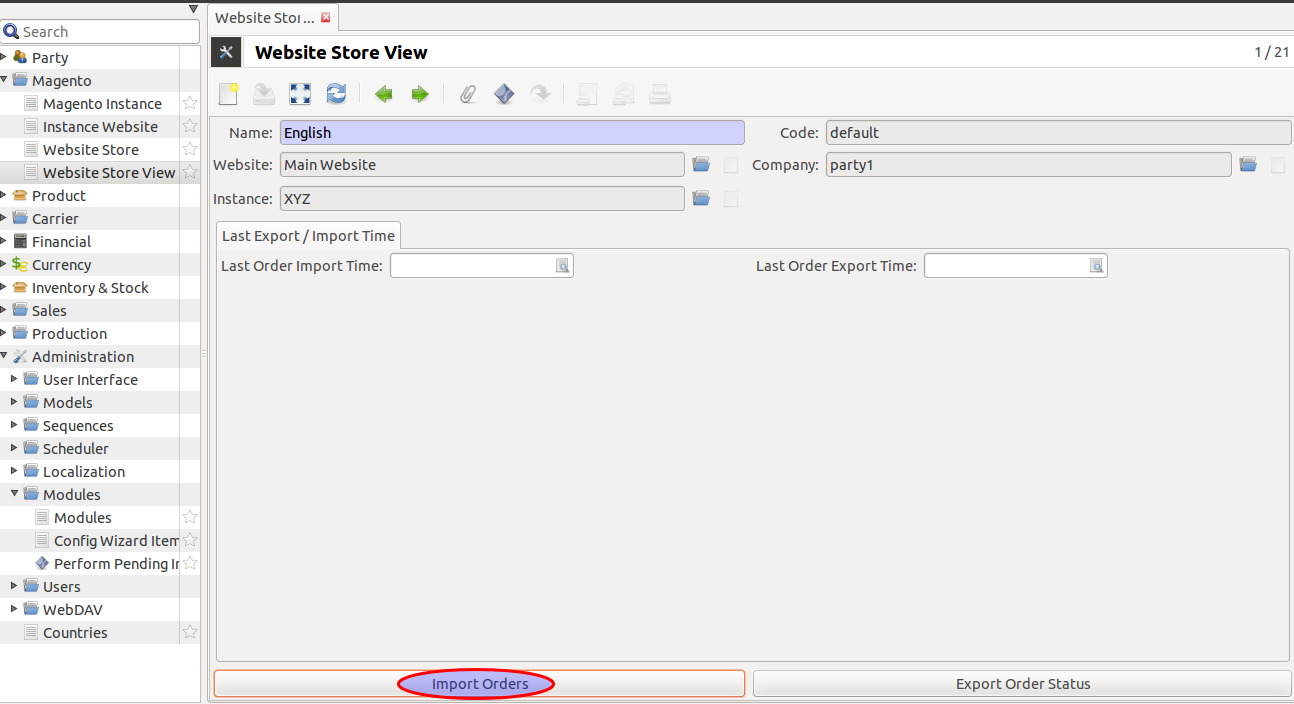 Website Stor...
Search
Party
Magento
Magento Instance
Instance Website
Website Store
Website Store View
Product
Carrier
Financial
Currency
Inventory & Stock
Sales
Production
Administration
User Interface
Models
Sequences
Scheduler
Localization
Modules
Modules
Config Wizard Item
Perform Pending In
Users
WebDAV
Countries
Website Store View
1 / 21
Name: English
Code: default
Website: Main Website
Company: party1
Instance: XYZ
Last Export / Import Time
Last Order Import Time:
Last Order Export Time:
Import Orders
Export Order Status